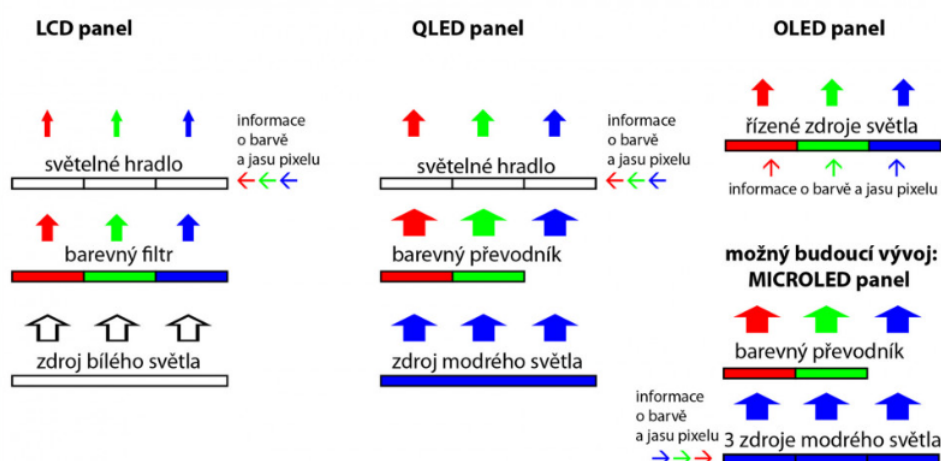 LCD panel
informace
o barvě
a jasu pixelu
světelné hradlo
barevný filtr
zdroj bílého světla
QLED panel
informace
o barvě
a jasu pixelu
světelné hradlo
barevný převodník
zdroj modrého světla
OLED panel
řízené zdroje světla
informace o barvě a jasu pixelu
možný budoucí vývoj:
MICROLED panel
barevný převodník
informace
o barvě
a jasu pixelu
3 zdroje modrého světla